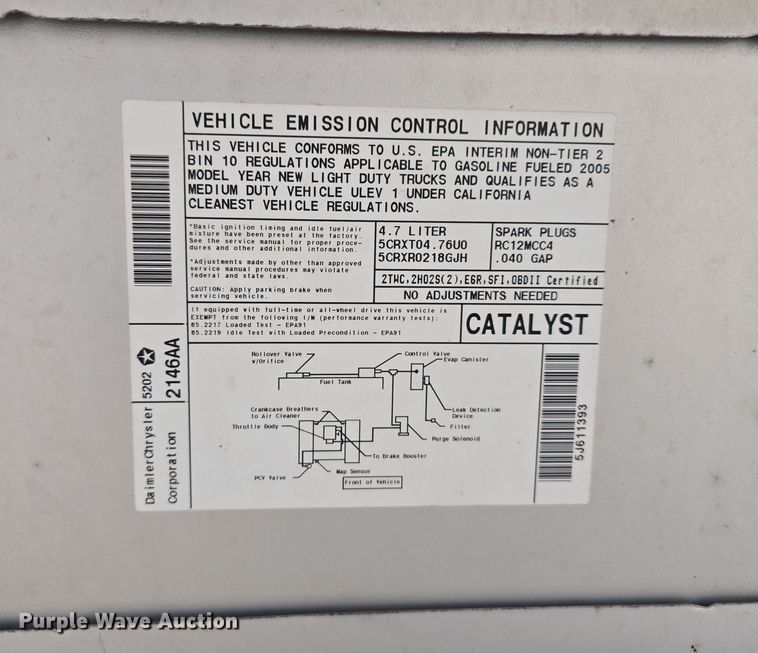 VEHICLE EMISSION CONTROL INFORMATION
THIS VEHICLE CONFORMS TO U.S. EPA INTERIM NON-TIER 2
BIN 10 REGULATIONS APPLICABLE TO GASOLINE FUELED 2005
MODEL YEAR NEW LIGHT DUTY TRUCKS AND QUALIFIES AS A
MEDIUM DUTY VEHICLE ULEV 1 UNDER CALIFORNIA
CLEANEST VEHICLE REGULATIONS.
*Basic ignition timing and idle fuel/air
mixture have been preset at the factory.
See the service manual for proper proce-
dures and other additional information.
*Adjustments made by other than approved
service manual procedures may violate
federal and state laws.
CAUTION: Apply parking brake when
servicing vehicle.
4.7 LITER
5CRXT04.76U0
5CRXR0218GJH
SPARK PLUGS
RC12MCC4
.040 GAP
2TWC,2HO2S(2),EGR,SFI,OBDII Certified
NO ADJUSTMENTS NEEDED
If equipped with full-time or all-wheel drive this vehicle is
EXEMPT from the following I/M (performance warranty tests):
85.2217 Loaded Test - EPA91
85.2219 Idle Test with Loaded Precondition - EPA91
CATALYST
Rollover Valve
w/Orifice
Control Valve
Evap Canister
Fuel Tank
Crankcase Breathers
to Air Cleaner
Throttle Body
Leak Detection
Device
Filter
Purge Solenoid
To Brake Booster
Map Sensor
PCV Valve
Front of Vehicle
DaimlerChrysler
Corporation
5202
2146AA
5J611393
Purple Wave Auction